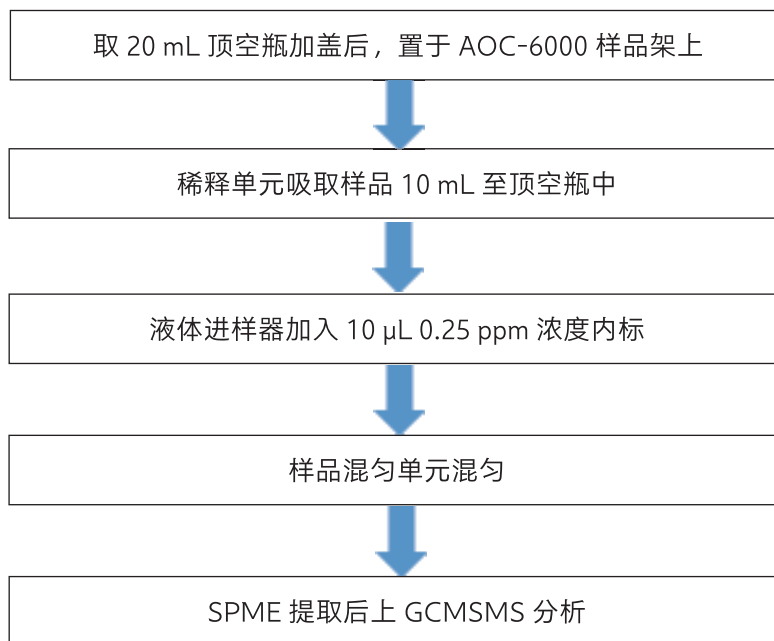 取 20 mL 顶空瓶加盖后，置于 AOC-6000 样品架上
稀释单元吸取样品 10 mL 至顶空瓶中
液体进样器加入 10 μL 0.25 ppm 浓度内标
样品混匀单元混匀
SPME 提取后上 GCMSMS 分析